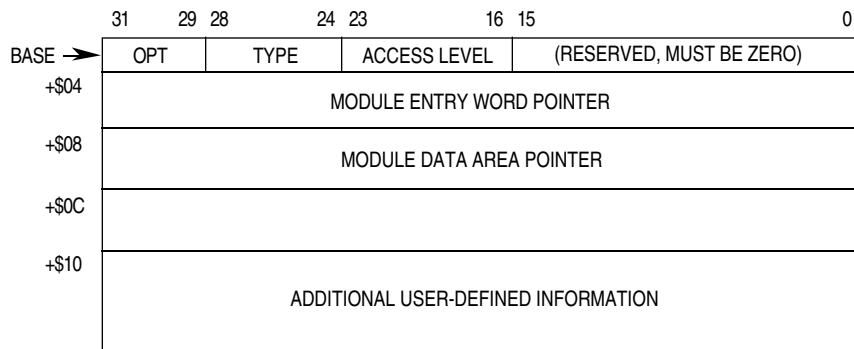 31 29 28 24 23 16 15 0
BASE OPT TYPE ACCESS LEVEL (RESERVED, MUST BE ZERO)
+$04
MODULE ENTRY WORD POINTER
+$08
MODULE DATA AREA POINTER
+$0C
+$10
ADDITIONAL USER-DEFINED INFORMATION